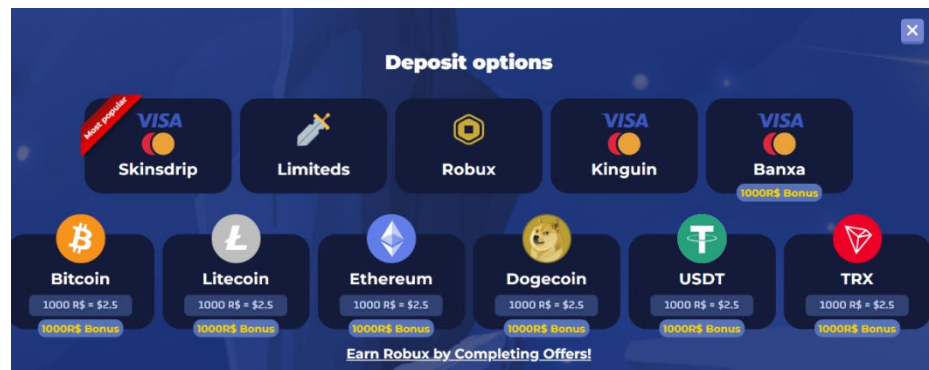 Deposit options
Most popular
VISA
Skinsdrip
Limiteds
Robux
VISA
Kinguin
VISA
Banxa
1000R$ Bonus
Bitcoin
1000 R$ = $2.5
1000R$ Bonus
Litecoin
1000 R$ = $2.5
1000R$ Bonus
Ethereum
1000 R$ = $2.5
1000R$ Bonus
Dogecoin
1000 R$ = $2.5
1000R$ Bonus
USDT
1000 R$ = $2.5
1000R$ Bonus
TRX
1000 R$ = $2.5
1000R$ Bonus
Earn Robux by Completing Offers!